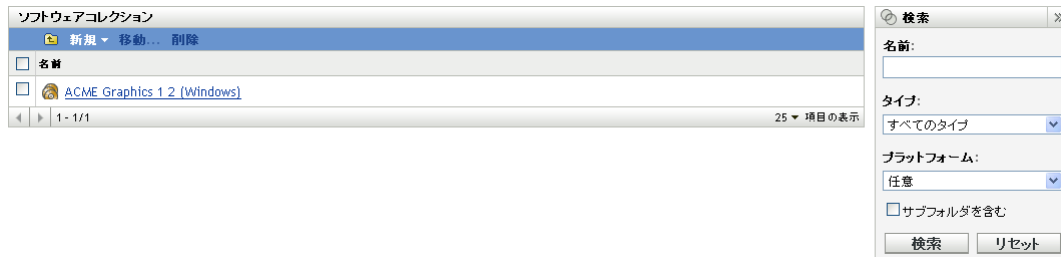 ソフトウェアコレクション
新規 移動... 削除
名前
ACME Graphics 1 2 (Windows)
1 - 1/1
25 項目の表示
検索
名前:
タイプ:
すべてのタイプ
プラットフォーム:
任意
サブフォルダを含む
検索 リセット